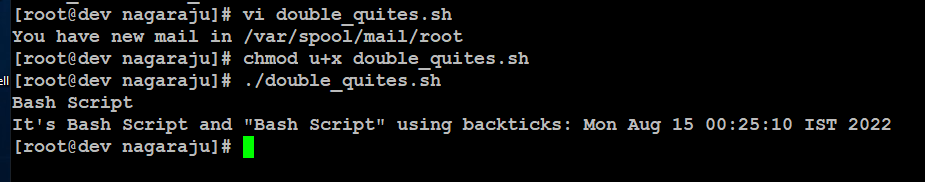 [root@dev nagaraju]# vi double_quites.sh
You have new mail in /var/spool/mail/root
[root@dev nagaraju]# chmod u+x double_quites.sh
ell
[root@dev nagaraju]# ./double_quites.sh
Bash Script
It's Bash Script and "Bash Script" using backticks: Mon Aug 15 00:25:10 IST 2022
[root@dev nagaraju]#